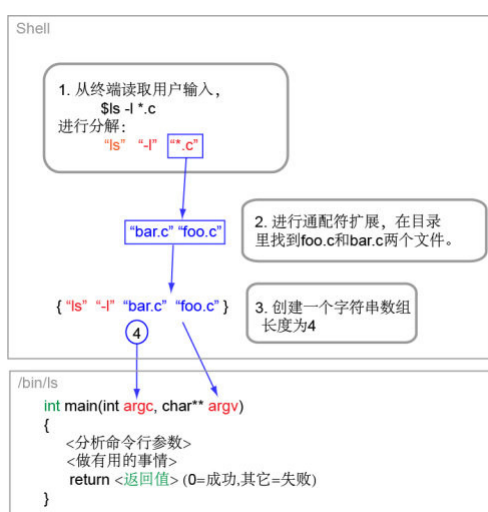 Shell
1. 从终端读取用户输入，
$ls -l *.c
进行分解：
“ls” “-l” “*.c”
“bar.c” “foo.c”
2. 进行通配符扩展，在目录
里找到foo.c和bar.c两个文件。
{ “ls” “-l” “bar.c” “foo.c” }
3. 创建一个字符串数组
长度为4
4
/bin/ls
int main(int argc, char** argv)
{
<分析命令行参数>
<做有用的事情>
return <返回值> (0=成功,其它=失败)
}